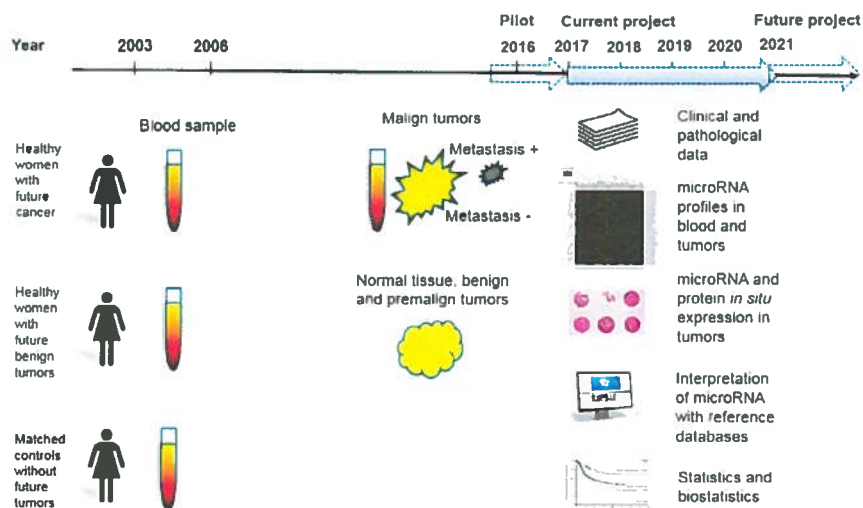 Pilot
Current project
Future project
Year
2003
2008
2016
2017
2018
2019
2020
2021
Blood sample
Malign tumors
Healthy
women
with
future
cancer
Metastasis +
Metastasis -
Clinical and
pathological
data
microRNA
profiles in
blood and
tumors
Healthy
women
with
future
benign
tumors
Normal tissue, benign
and premalign tumors
microRNA and
protein in situ
expression in
tumors
Interpretation
of microRNA
with reference
databases
Matched
controls
without
future
tumors
Statistics and
biostatistics